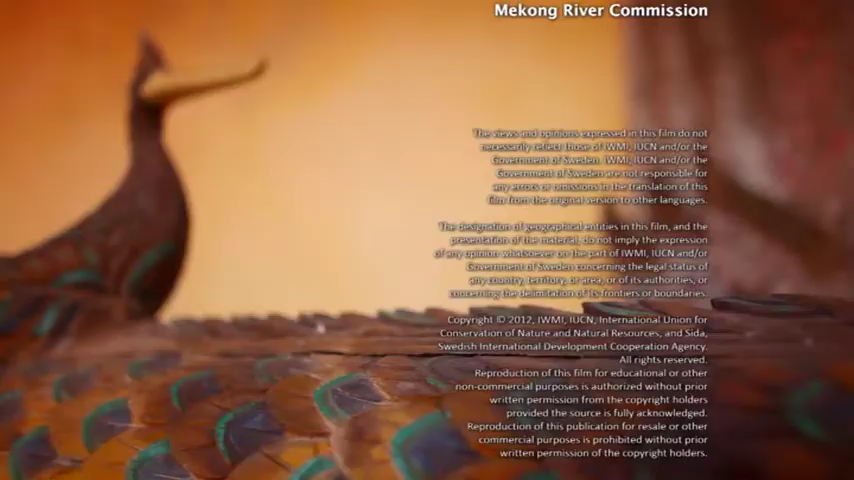 Mekong River Commission
The views and opinions expressed in this film do not
necessarily reflect those of IWMI, IUCN and/or the
Government of Sweden. IWMI, IUCN and/or the
Government of Sweden are not responsible for
any errors or omissions in the translation of this
film from the original version to other languages.
The designation of geographical entities in this film, and the
presentation of the material, do not imply the expression
of any opinion whatsoever on the part of IWMI, IUCN and/or
Government of Sweden concerning the legal status of
any country, territory, or area, or of its authorities, or
concerning the delimitation of its frontiers or boundaries.
Copyright © 2012, IWMI, IUCN, International Union for
Conservation of Nature and Natural Resources, and Sida,
Swedish International Development Cooperation Agency.
All rights reserved.
Reproduction of this film for educational or other
non-commercial purposes is authorized without prior
written permission from the copyright holders
provided the source is fully acknowledged.
Reproduction of this publication for resale or other
commercial purposes is prohibited without prior
written permission of the copyright holders.